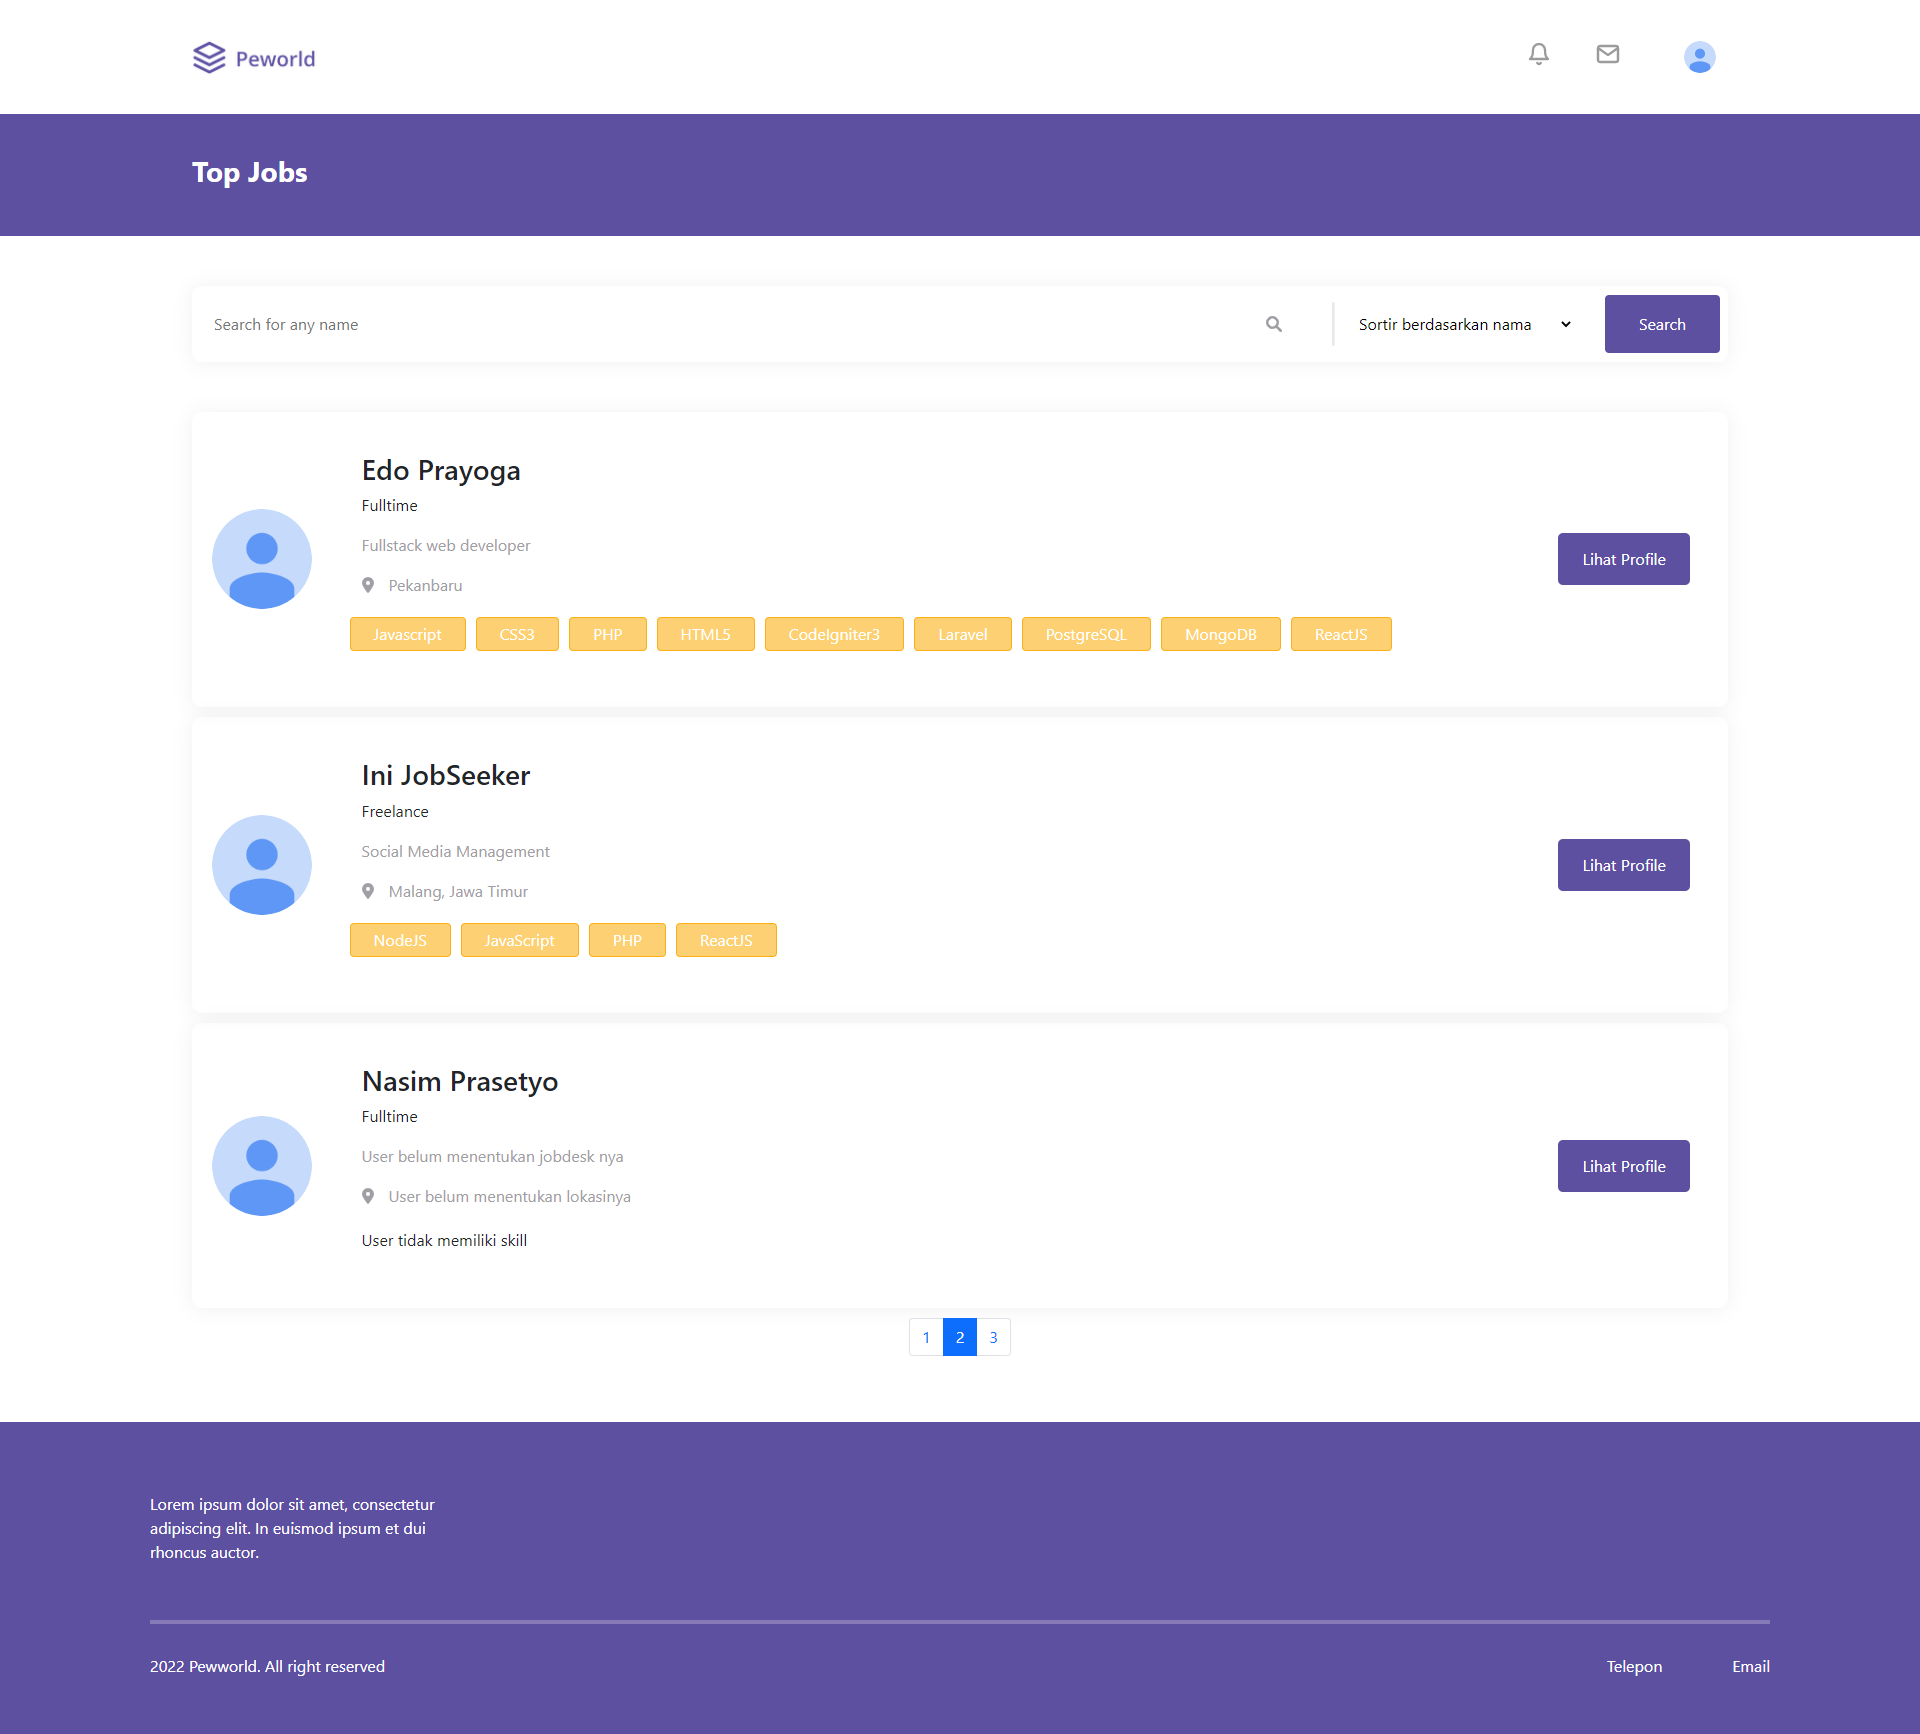 Peworld
Top Jobs
Search for any name
Sortir berdasarkan nama
Search
Edo Prayoga
Fulltime
Fullstack web developer
Pekanbaru
Lihat Profile
Javascript CSS3 PHP HTML5 CodeIgniter3 Laravel PostgreSQL MongoDB ReactJS
Ini JobSeeker
Freelance
Social Media Management
Malang, Jawa Timur
Lihat Profile
NodeJS JavaScript PHP ReactJS
Nasim Prasetyo
Fulltime
User belum menentukan jobdesk nya
User belum menentukan lokasinya
Lihat Profile
User tidak memiliki skill
1 2 3
Lorem ipsum dolor sit amet, consectetur
adipiscing elit. In euismod ipsum et dui
rhoncus auctor.
2022 Pewworld. All right reserved
Telepon Email